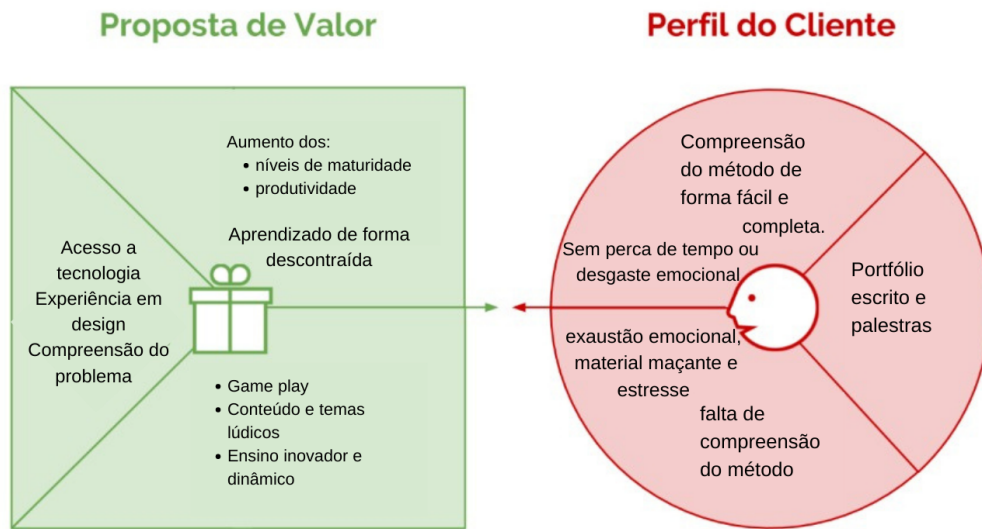 Proposta de Valor
Aumento dos:
• níveis de maturidade
• produtividade
Aprendizado de forma
descontraída
Acesso a
tecnologia
Experiência em
design
Compreensão do
problema
• Game play
• Conteúdo e temas
lúdicos
• Ensino inovador e
dinâmico
Perfil do Cliente
Compreensão
do método de
forma fácil e
completa.
Sem perca de tempo ou
desgaste emocional
Portfólio
escrito e
palestras
exaustão emocional,
material maçante e
estresse
falta de
compreensão
do método